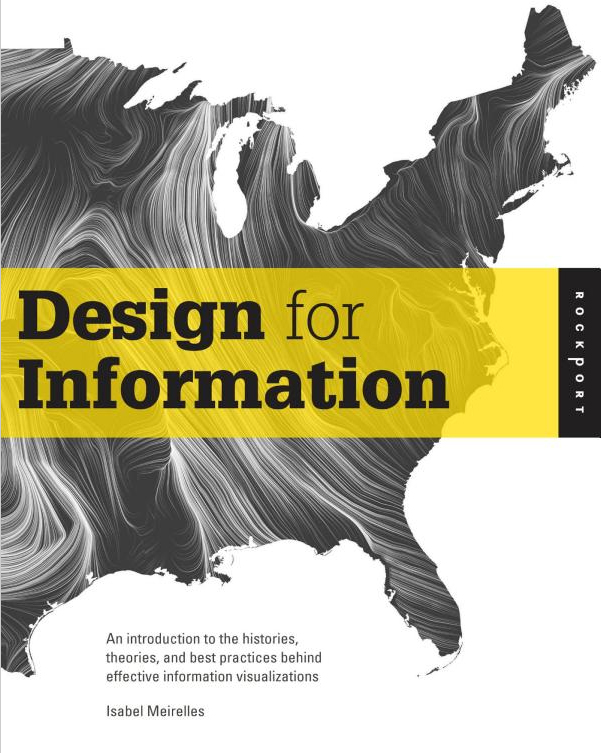 Design for
Information
ROCKPORT
An introduction to the histories,
theories, and best practices behind
effective information visualizations
Isabel Meirelles